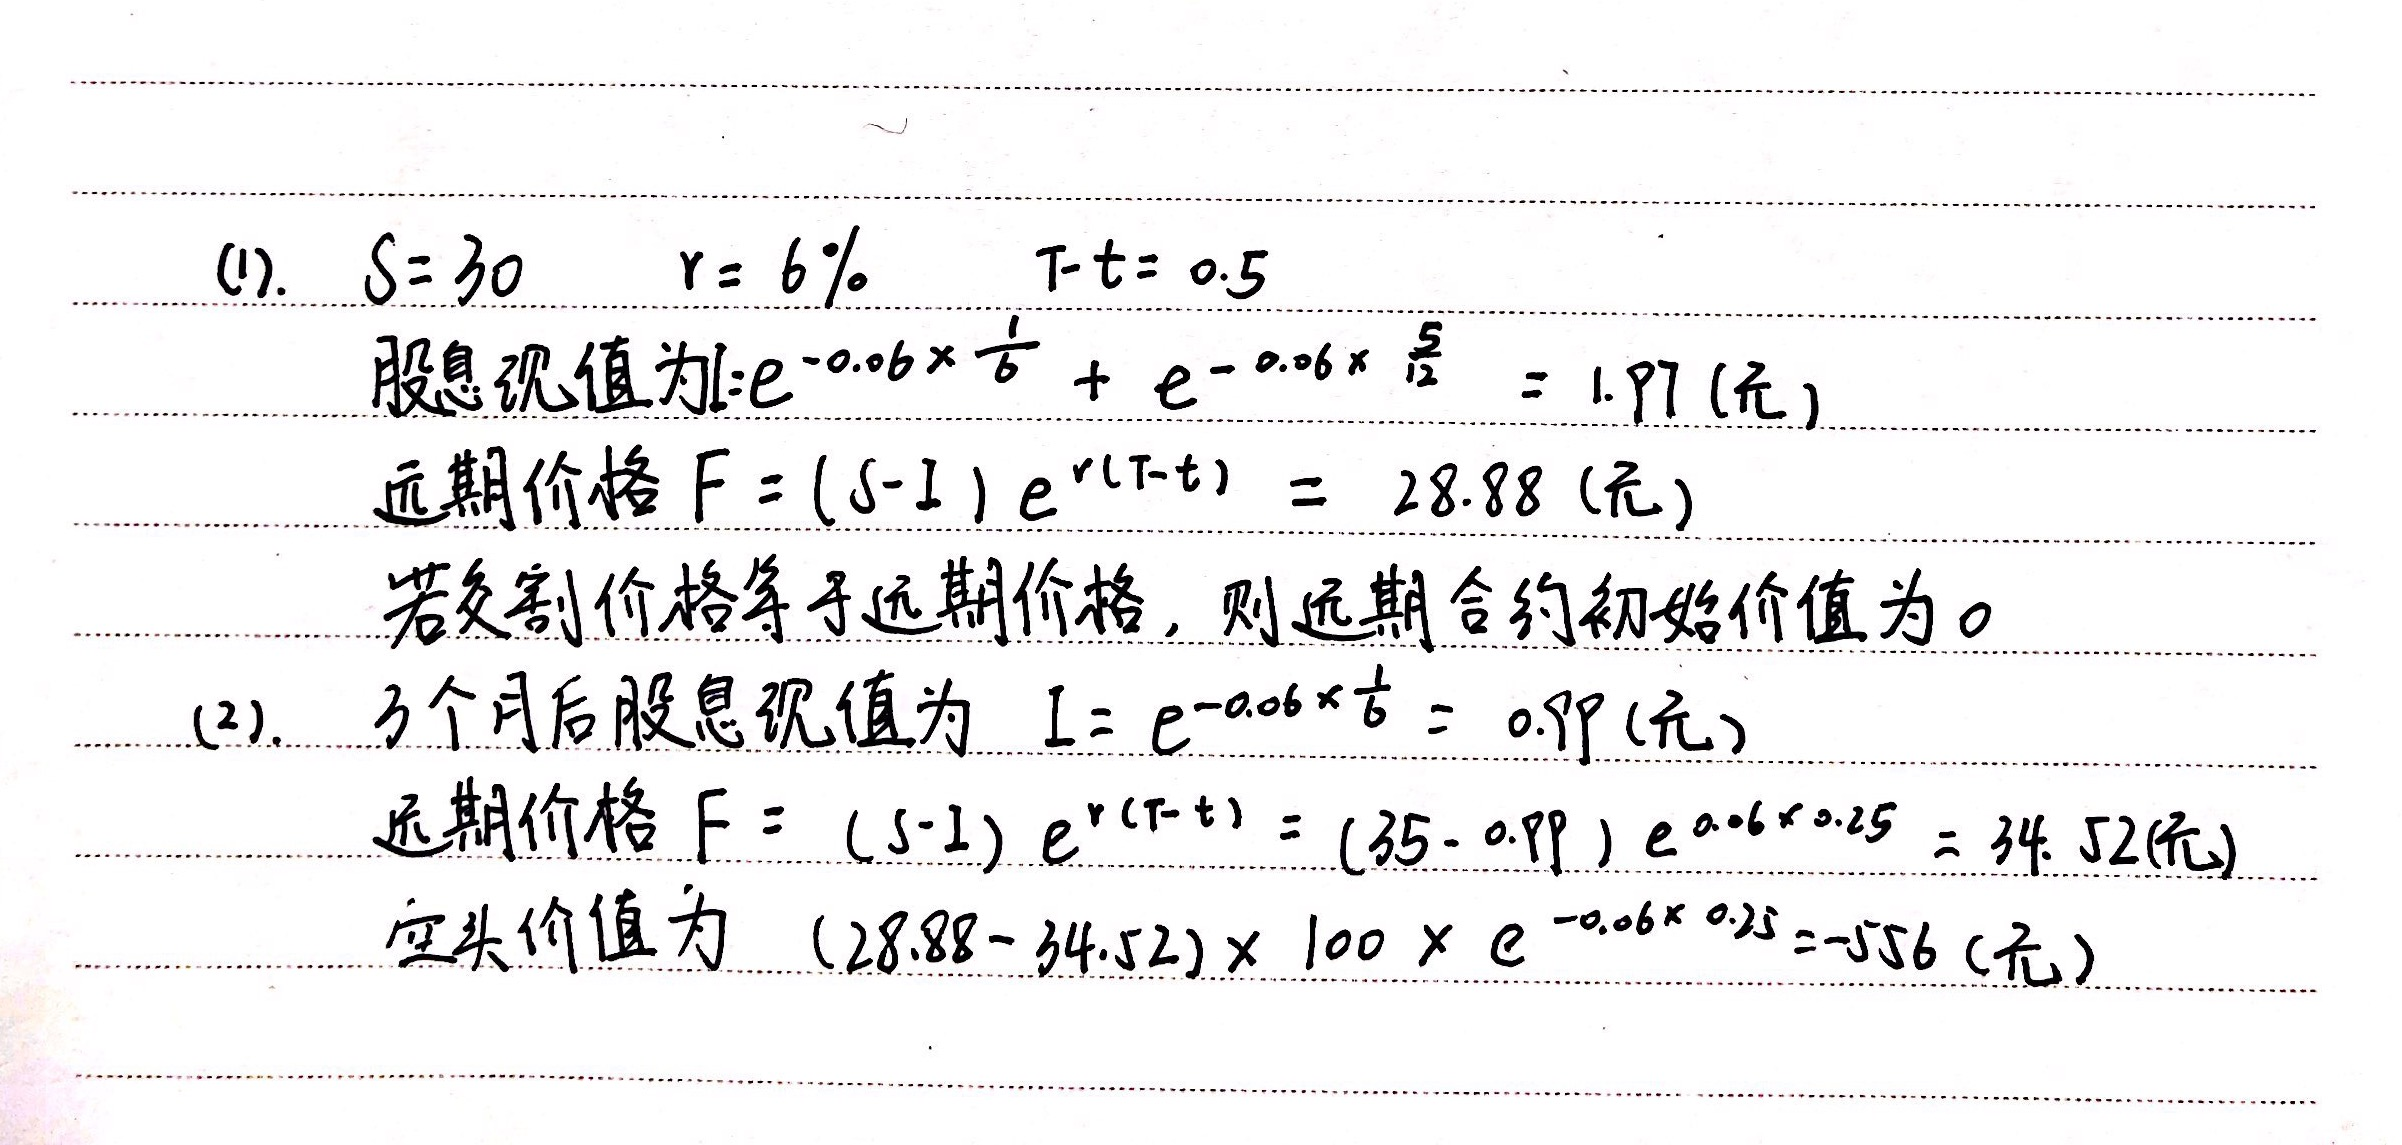 (1). S=30 r= 6% T-t= 0.5
股息现值为I:e^{-0.06×\frac{1}{6}} + e^{-0.06×\frac{5}{12}} = 1.97(元)
远期价格 F =(S-I)e^{r(T-t)} = 28.88 (元)
若交割价格等于远期价格, 则远期合约初始价值为0
(2). 3个月后股息现值为 I= e^{-0.06×\frac{1}{6}} = 0.99(元)
远期价格 F = (S-I) e^{r(T-t)} = (35-0.99)e^{0.06×0.25} = 34.52(元)
空头价值为 (28.88-34.52)× 100 × e^{-0.06×0.25}=-556(元)